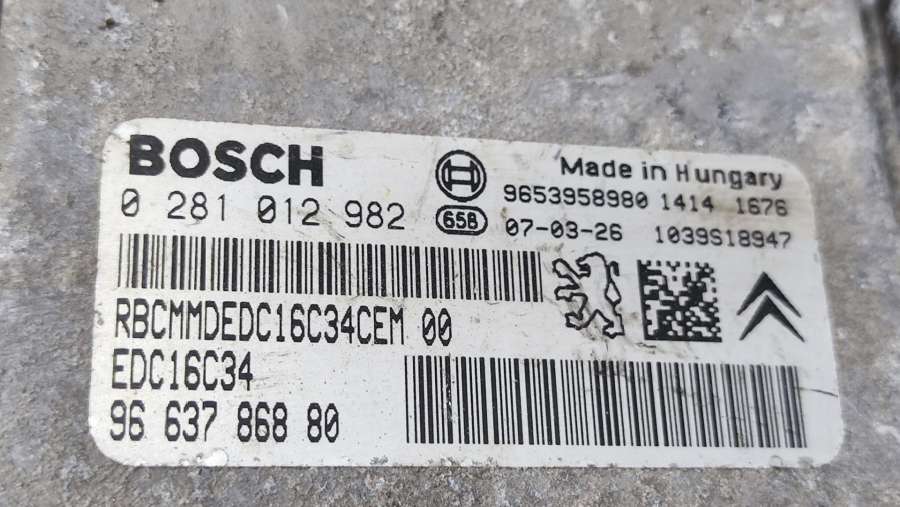 BOSCH
Made in Hungary
0 281 012 982
658
9653958980 1414 1676
07-03-26 1039S18947
RBCMMDEDC16C34CEM 00
EDC16C34
96 637 868 80